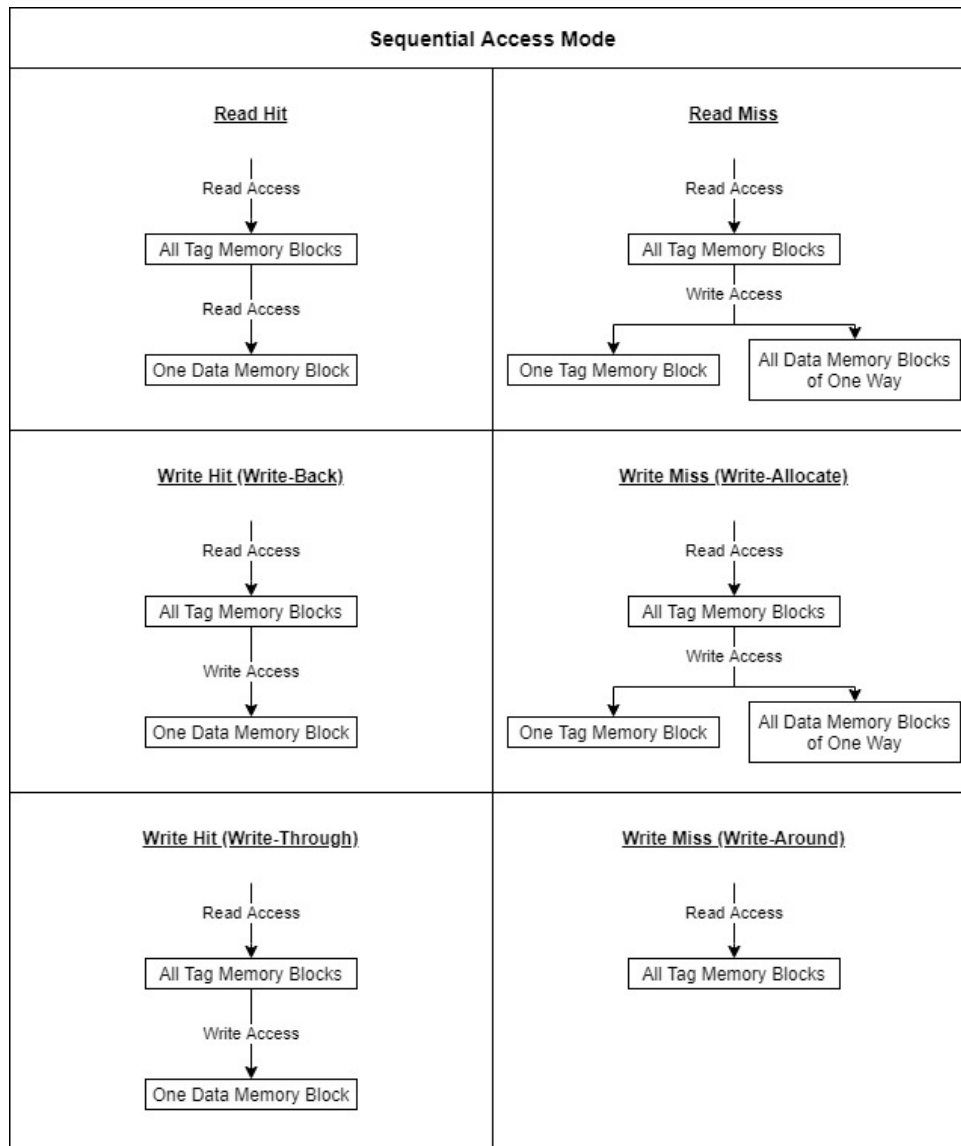 Sequential Access Mode
Read Hit
Read Access
All Tag Memory Blocks
Read Access
One Data Memory Block
Read Miss
Read Access
All Tag Memory Blocks
Write Access
One Tag Memory Block
All Data Memory Blocks
of One Way
Write Hit (Write-Back)
Read Access
All Tag Memory Blocks
Write Access
One Data Memory Block
Write Miss (Write-Allocate)
Read Access
All Tag Memory Blocks
Write Access
One Tag Memory Block
All Data Memory Blocks
of One Way
Write Hit (Write-Through)
Read Access
All Tag Memory Blocks
Write Access
One Data Memory Block
Write Miss (Write-Around)
Read Access
All Tag Memory Blocks